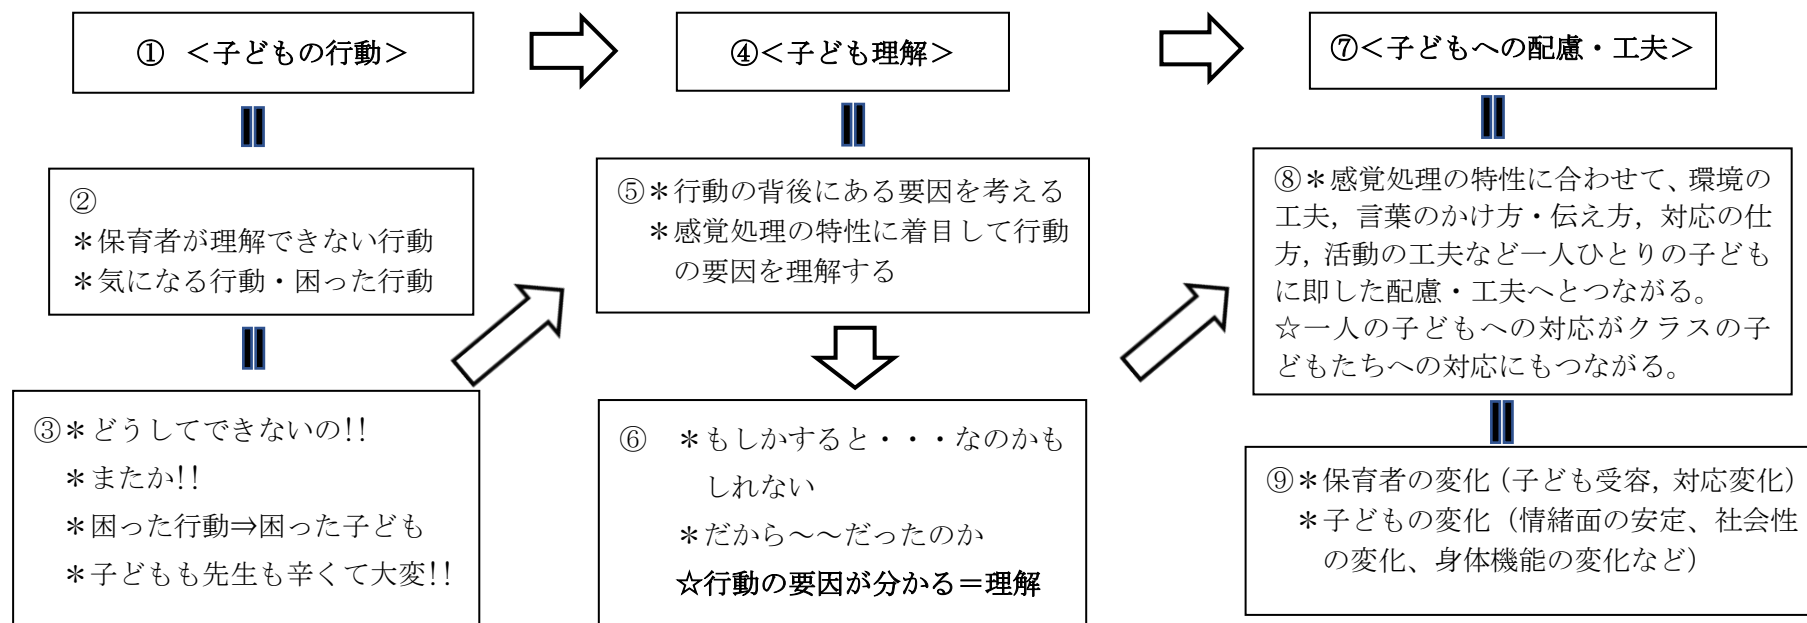 ① ＜子どもの行動＞
②
＊保育者が理解できない行動
＊気になる行動・困った行動
③＊どうしてできないの!!
＊またか!!
＊困った行動⇒困った子ども
＊子どもも先生も辛くて大変!!
④＜子ども理解＞
⑤＊行動の背後にある要因を考える
＊感覚処理の特性に着目して行動
の要因を理解する
⑥ ＊もしかすると・・・なのかも
しれない
＊だから～～だったのか
☆行動の要因が分かる＝理解
⑦＜子どもへの配慮・工夫＞
⑧＊感覚処理の特性に合わせて、環境の
工夫，言葉のかけ方・伝え方，対応の仕
方，活動の工夫など一人ひとりの子ども
に即した配慮・工夫へとつながる。
☆一人の子どもへの対応がクラスの子
どもたちへの対応にもつながる。
⑨＊保育者の変化（子ども受容，対応変化）
＊子どもの変化（情緒面の安定、社会性
の変化、身体機能の変化など）